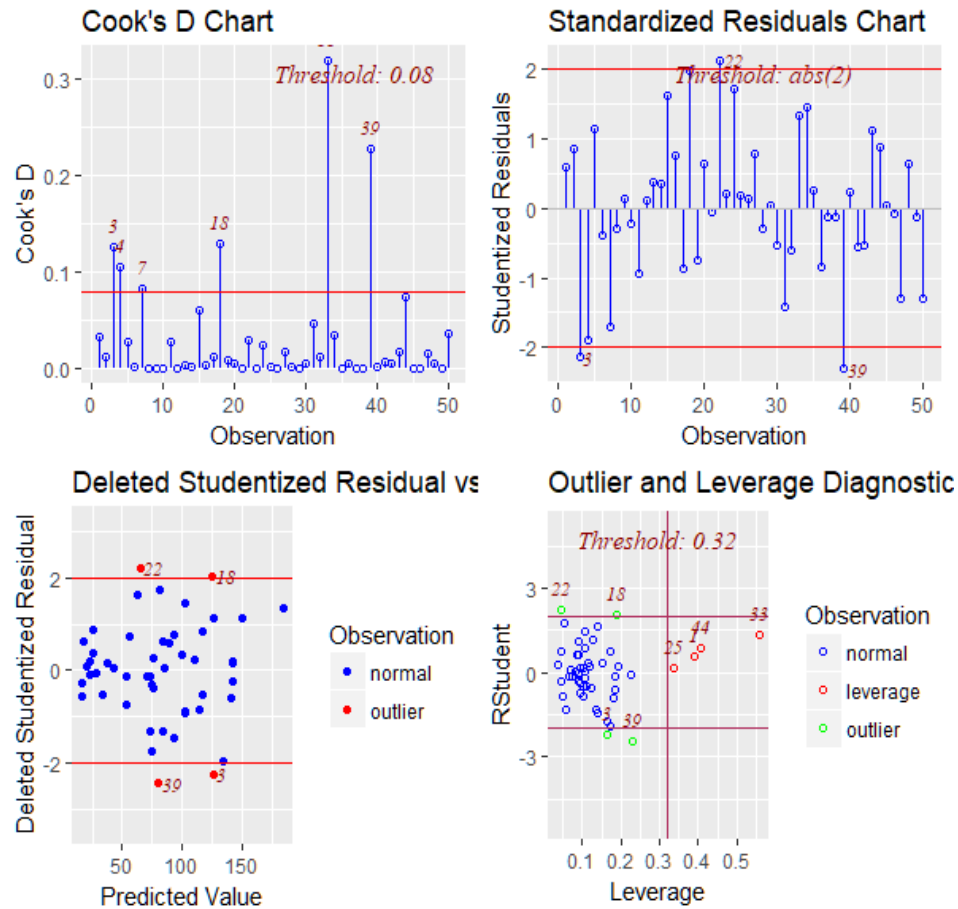 Cook's D Chart
Threshold: 0.08
39
3
4
18
7
0.3
0.2
0.1
0.0
Cook's D
0 10 20 30 40 50
Observation
Standardized Residuals Chart
22
Threshold: abs(2)
3
39
2
1
0
-1
-2
Studentized Residuals
0 10 20 30 40 50
Observation
Deleted Studentized Residual vs
22
18
39
3
2
0
-2
Deleted Studentized Residual
50 100 150
Predicted Value
Observation
normal
outlier
Outlier and Leverage Diagnostic
Threshold: 0.32
22
18
33
44
1
25
3
39
3
0
-3
RStudent
0.1 0.2 0.3 0.4 0.5
Leverage
Observation
normal
leverage
outlier